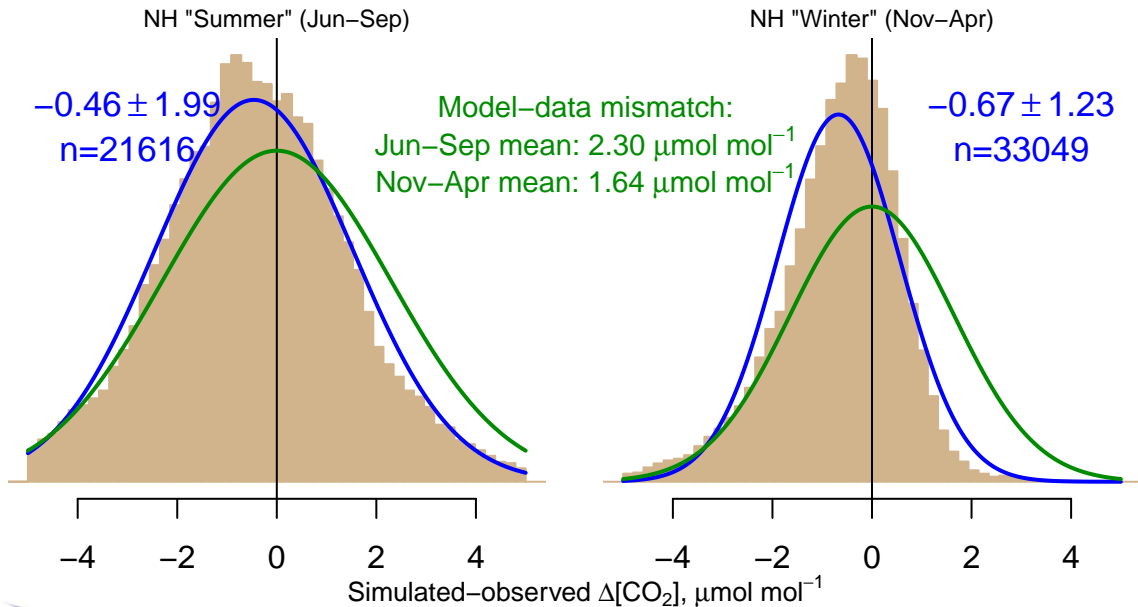 NH "Summer" (Jun−Sep)
NH "Winter" (Nov−Apr)
−0.46 ± 1.99
n=21616
Model−data mismatch:
Jun−Sep mean: 2.30 μmol mol⁻¹
Nov−Apr mean: 1.64 μmol mol⁻¹
−0.67 ± 1.23
n=33049
−4 −2 0 2 4
−4 −2 0 2 4
Simulated−observed Δ[CO₂], μmol mol⁻¹